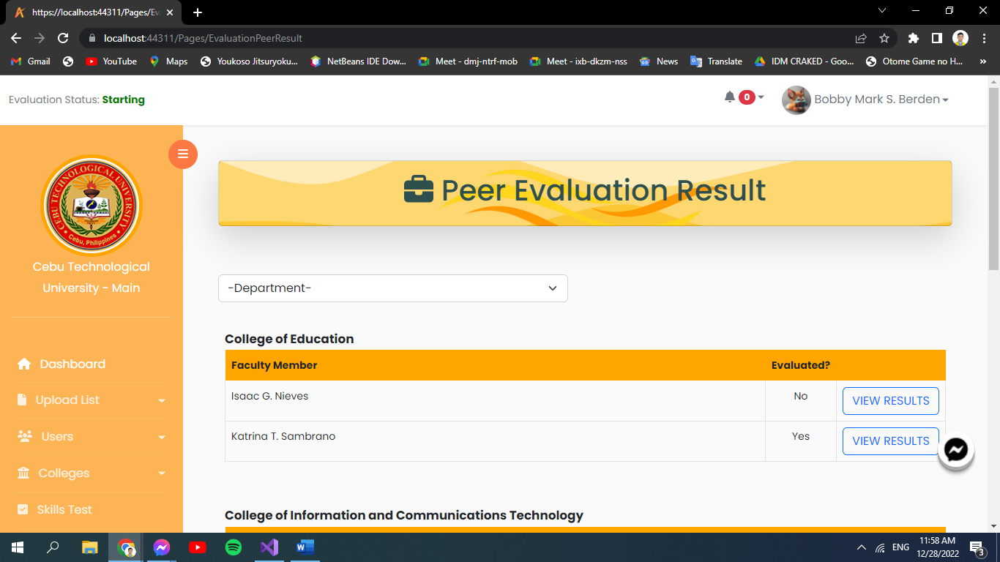 https://localhost:44311/Pages/Ev
localhost:44311/Pages/EvaluationPeerResult
Gmail
YouTube
Maps
Youkoso Jitsuryoku...
NetBeans IDE Dow...
Meet - dmj-ntrf-mob
Meet - ixb-dkzm-nss
News
Translate
IDM CRAKED - Goo...
Otome Game no H...
»
Evaluation Status: Starting
0
Bobby Mark S. Berden
CEBU TECHNOLOGICAL UNIVERSITY
Cebu, Philippines
Cebu Technological
University - Main
Dashboard
Upload List
Users
Colleges
Skills Test
Peer Evaluation Result
-Department-
College of Education
Faculty Member Evaluated?
Isaac G. Nieves No VIEW RESULTS
Katrina T. Sambrano Yes VIEW RESULTS
College of Information and Communications Technology
ENG
11:58 AM
12/28/2022
3